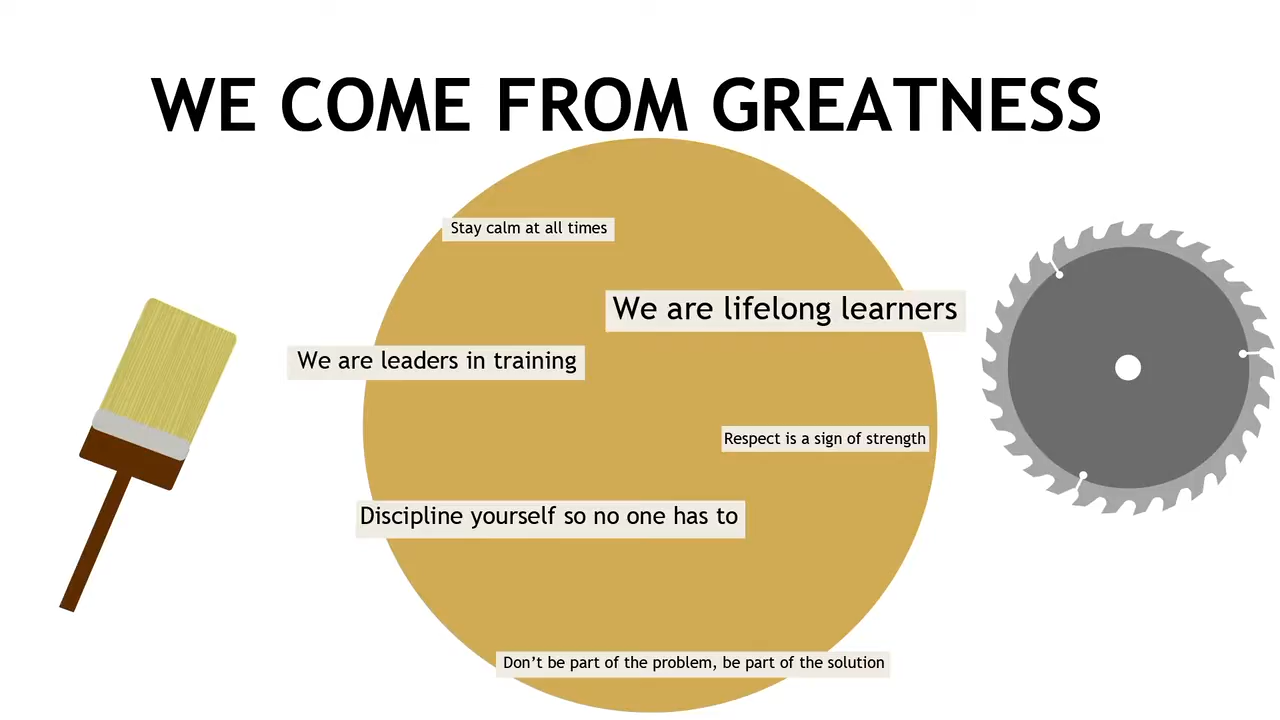 WE COME FROM GREATNESS
Stay calm at all times
We are lifelong learners
We are leaders in training
Respect is a sign of strength
Discipline yourself so no one has to
Don’t be part of the problem, be part of the solution